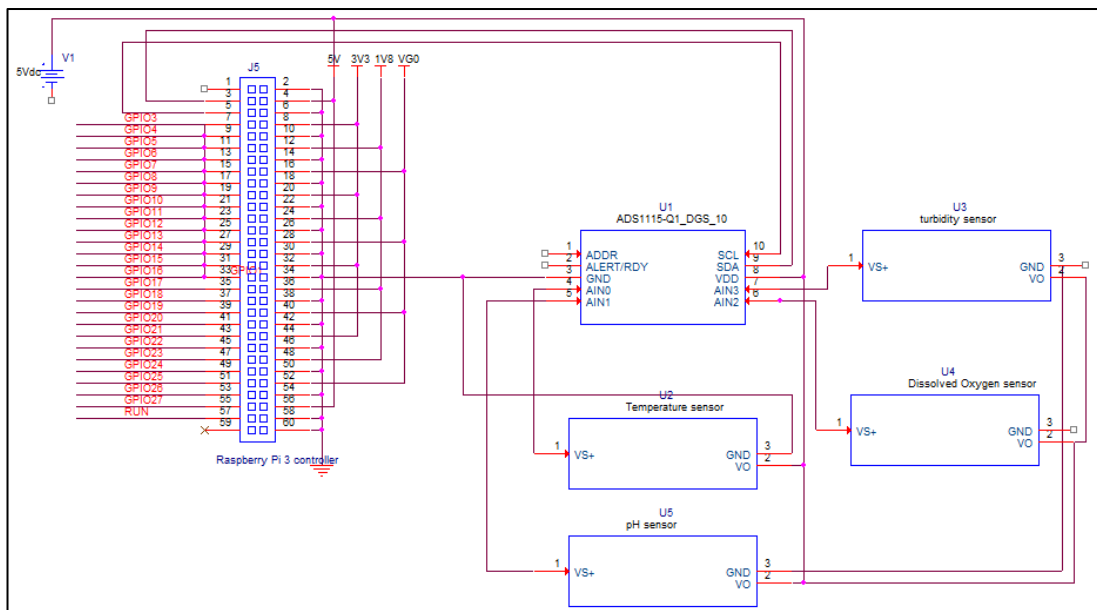 V1
5Vdc
J5
5V 3V3 1V8 VG0
1 2
3 4
5 6
GPIO3 7 8
GPIO4 9 10
GPIO5 11 12
GPIO6 13 14
GPIO7 15 16
GPIO8 17 18
GPIO9 19 20
GPIO10 21 22
GPIO11 23 24
GPIO12 25 26
GPIO13 27 28
GPIO14 29 30
GPIO15 31 32
GPIO16 33 34
GPIO17 35 36
GPIO18 37 38
GPIO19 39 40
GPIO20 41 42
GPIO21 43 44
GPIO22 45 46
GPIO23 47 48
GPIO24 49 50
GPIO25 51 52
GPIO26 53 54
GPIO27 55 56
RUN 57 58
59 60
Raspberry Pi 3 controller
U1
ADS1115-Q1_DGS_10
1 ADDR SCL 10
2 ALERT/RDY SDA 9
3 GND VDD 8
4 AIN0 AIN3 7
5 AIN1 AIN2 6
U3
turbidity sensor
1 VS+ GND 3
VO 2
U4
Dissolved Oxygen sensor
1 VS+ GND 3
VO 2
U2
Temperature sensor
1 VS+ GND 3
VO 2
U5
pH sensor
1 VS+ GND 3
VO 2